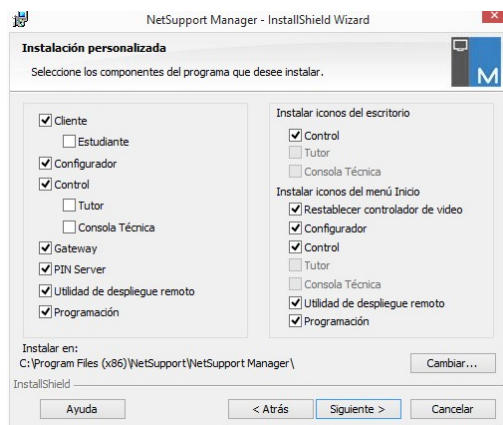 NetSupport Manager - InstallShield Wizard
Instalación personalizada
Seleccione los componentes del programa que desee instalar.
M
Cliente
Estudiante
Configurador
Control
Tutor
Consola Técnica
Gateway
PIN Server
Utilidad de despliegue remoto
Programación
Instalar iconos del escritorio
Control
Tutor
Consola Técnica
Instalar iconos del menú Inicio
Restablecer controlador de video
Configurador
Control
Tutor
Consola Técnica
Utilidad de despliegue remoto
Programación
Instalar en:
C:\Program Files (x86)\NetSupport\NetSupport Manager\
Cambiar...
InstallShield
Ayuda
< Atrás
Siguiente >
Cancelar